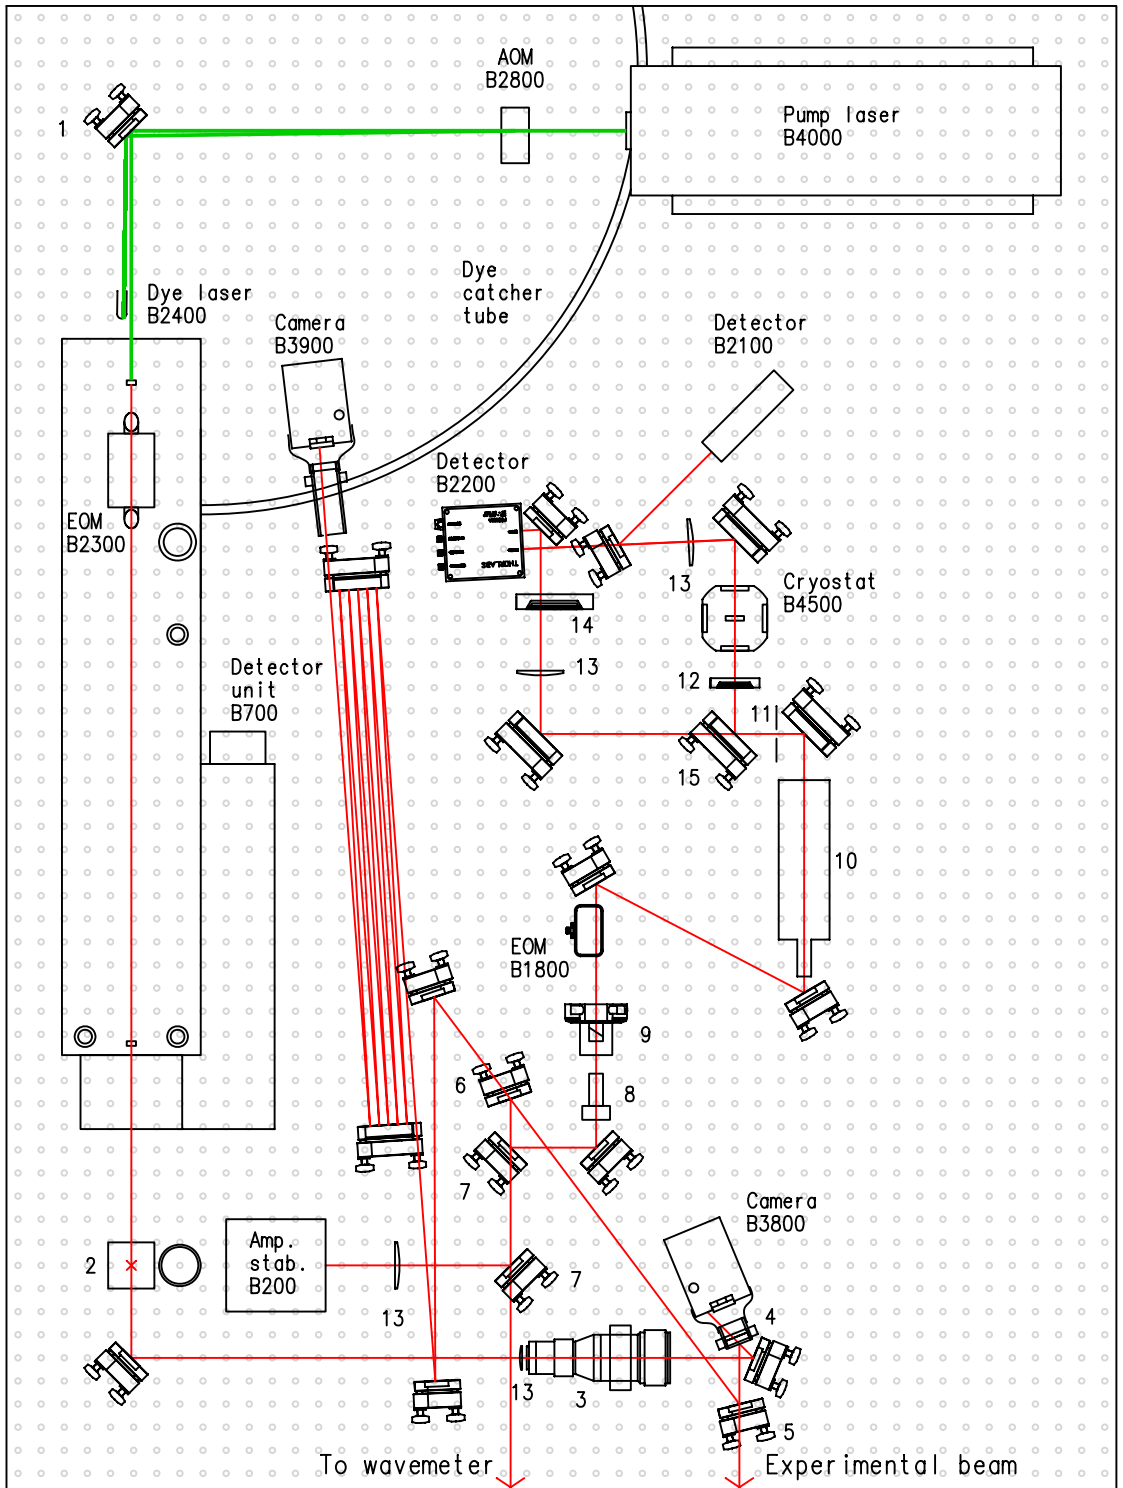 AOM
B2800
Pump laser
B4000
1
Dye
catcher
tube
Dye laser
B2400
Camera
B3900
Detector
B2100
Detector
B2200
EOM
B2300
THORLABS
13
Cryostat
B4500
14
13
12
Detector
unit
B700
11
15
10
EOM
B1800
9
6
8
7
Camera
B3800
2
Amp.
stab.
B200
7
13
4
13
3
5
To wavemeter
Experimental beam